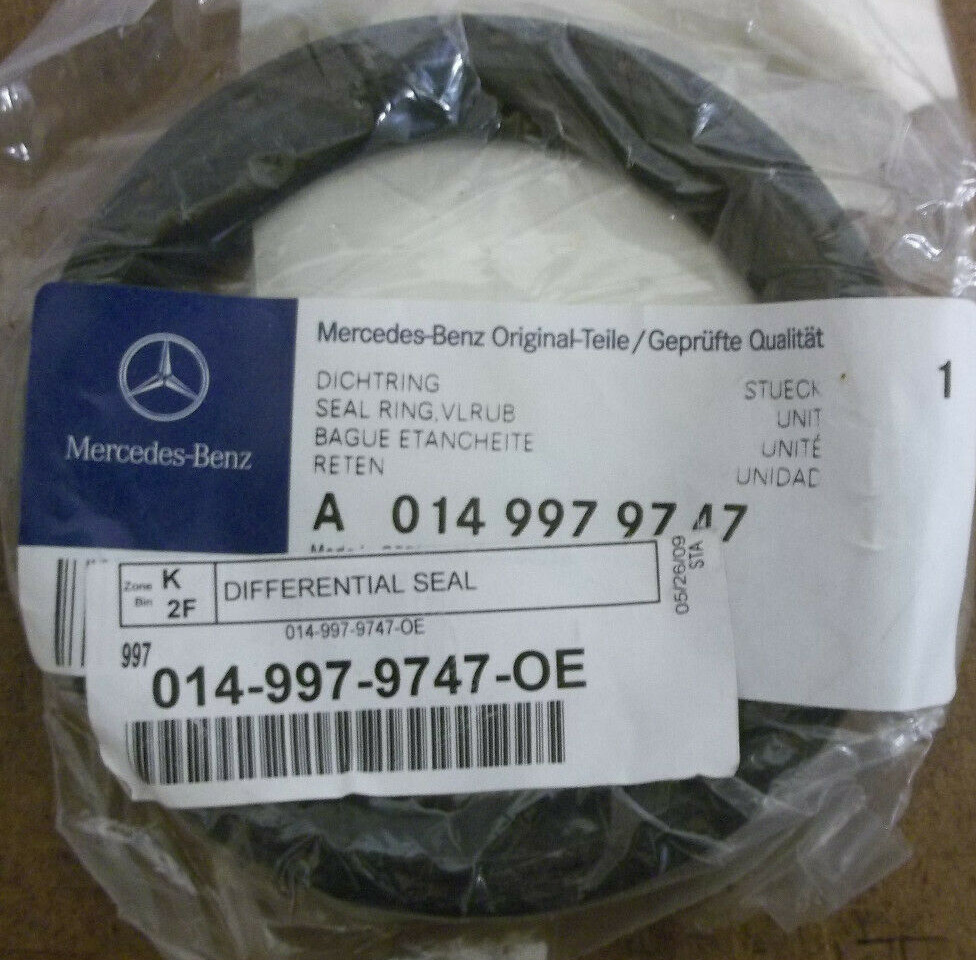 Mercedes-Benz
Mercedes-Benz Original-Teile/Geprüfte Qualität
DICHTRING
SEAL RING,VLRUB
BAGUE ETANCHEITE
RETEN
STUECK
UNIT
UNITÉ
UNIDAD
1
A 014 997 97 47
Zone K
Bin 2F
DIFFERENTIAL SEAL
05/26/09
STA
014-997-9747-OE
997
014-997-9747-OE